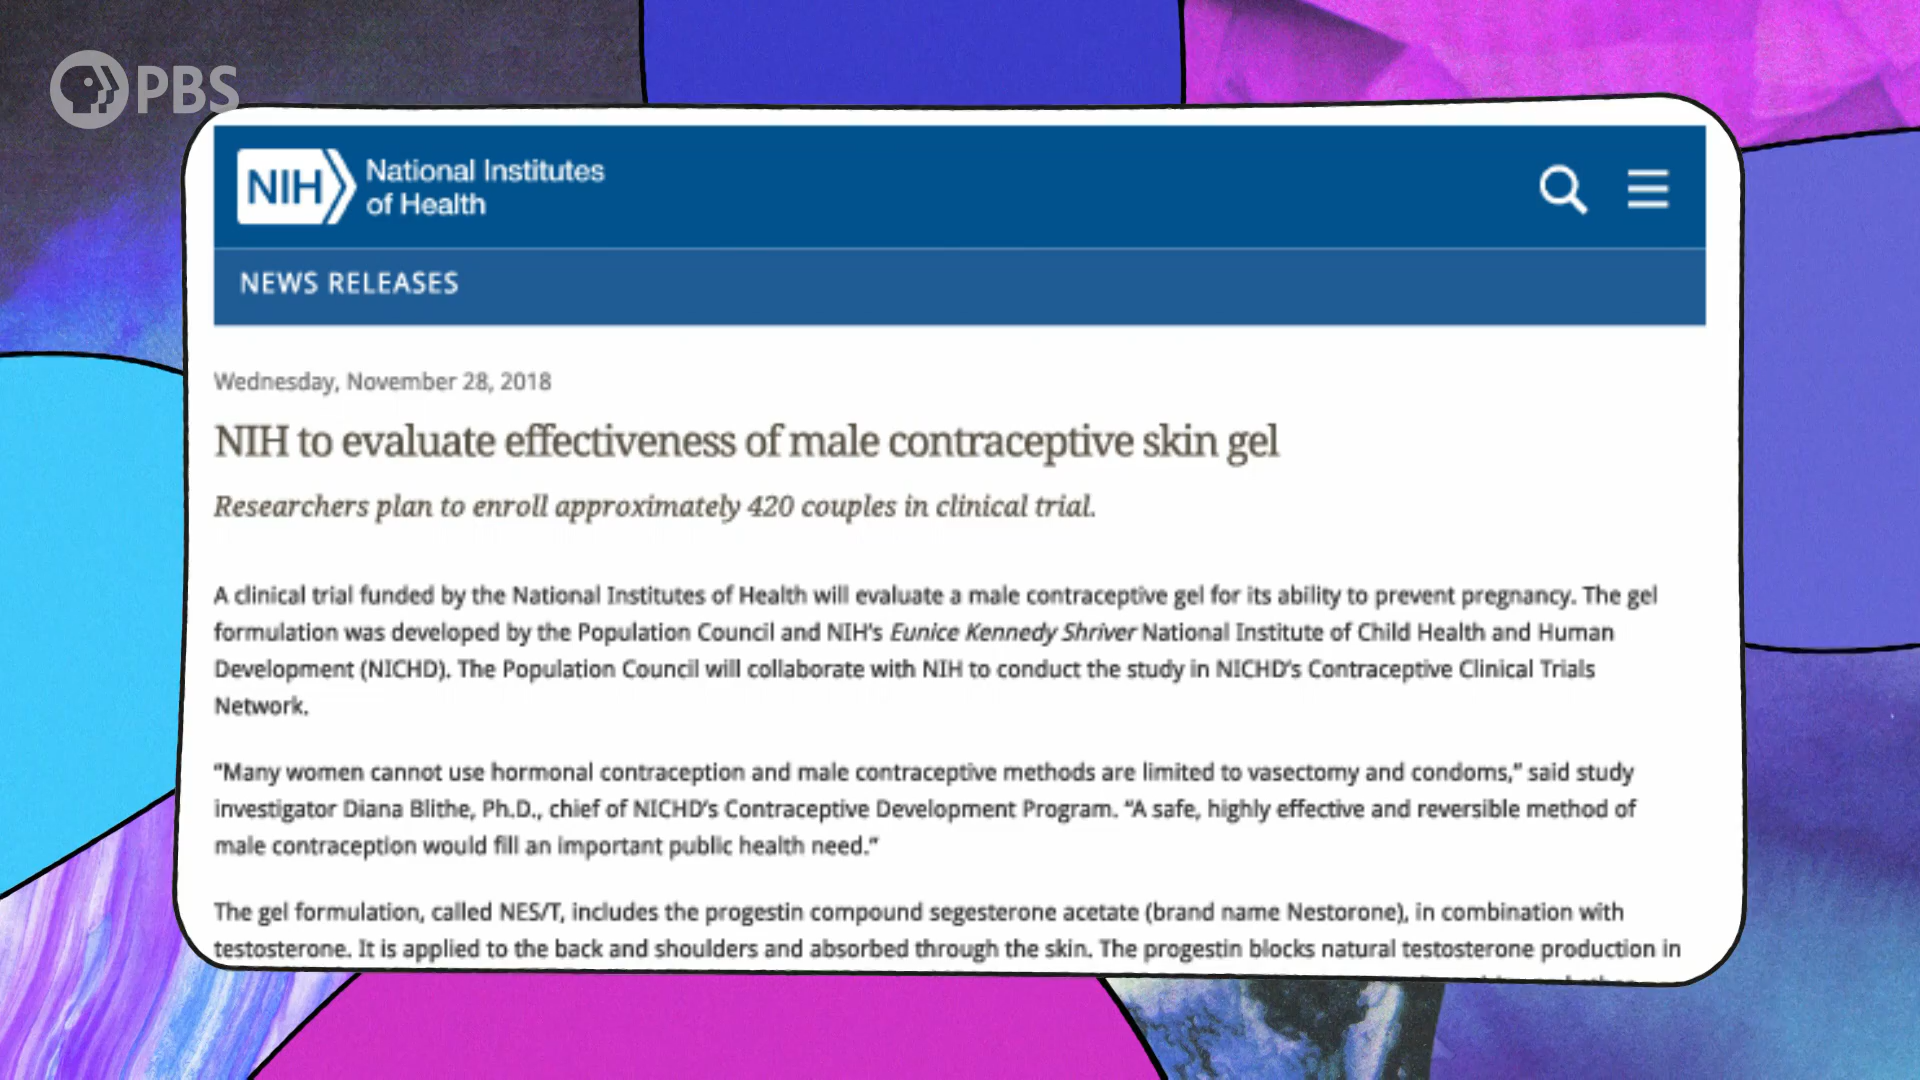 PBS
NIH
National Institutes
of Health
NEWS RELEASES
Wednesday, November 28, 2018
NIH to evaluate effectiveness of male contraceptive skin gel
Researchers plan to enroll approximately 420 couples in clinical trial.
A clinical trial funded by the National Institutes of Health will evaluate a male contraceptive gel for its ability to prevent pregnancy. The gel
formulation was developed by the Population Council and NIH’s Eunice Kennedy Shriver National Institute of Child Health and Human
Development (NICHD). The Population Council will collaborate with NIH to conduct the study in NICHD’s Contraceptive Clinical Trials
Network.
“Many women cannot use hormonal contraception and male contraceptive methods are limited to vasectomy and condoms,” said study
investigator Diana Blithe, Ph.D., chief of NICHD’s Contraceptive Development Program. “A safe, highly effective and reversible method of
male contraception would fill an important public health need.”
The gel formulation, called NES/T, includes the progestin compound segesterone acetate (brand name Nestorone), in combination with
testosterone. It is applied to the back and shoulders and absorbed through the skin. The progestin blocks natural testosterone production in